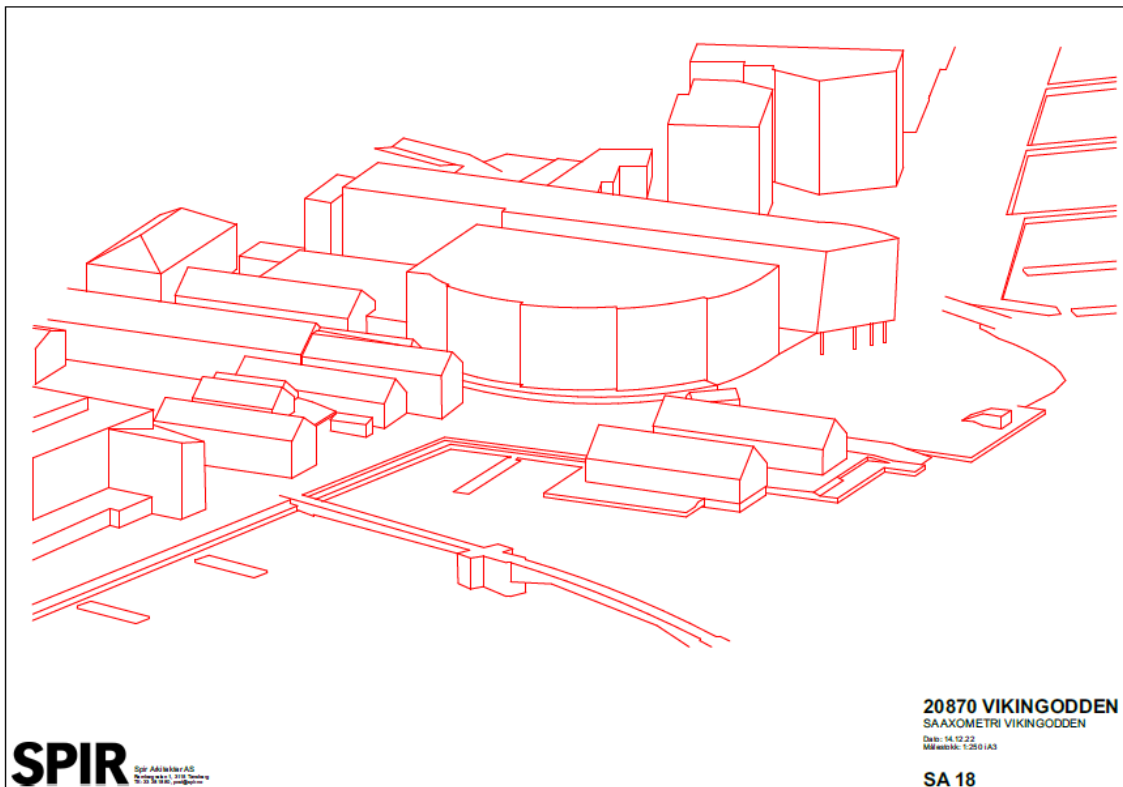 20870 VIKINGODDEN
SAAXOMETRI VIKINGODDEN
Dato: 14.12.22
Målestokk: 1:250 i A3
SA 18
SPIR
Spir Arkitekter AS